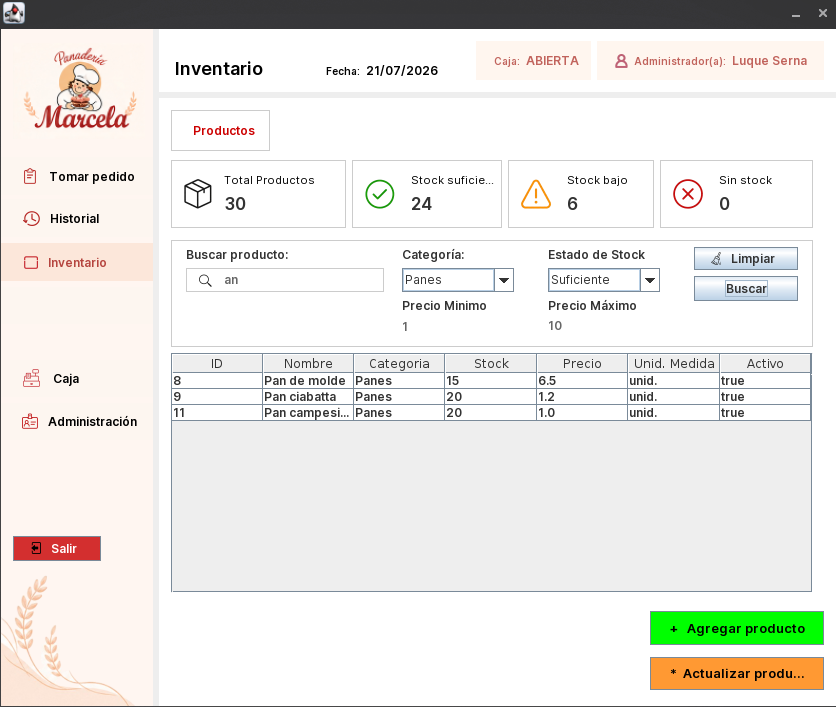 Panadería
Marcela
Inventario
Fecha: 21/07/2026
Caja: ABIERTA
Administrador(a): Luque Serna
Tomar pedido
Historial
Inventario
Caja
Administración
Salir
Productos
Total Productos
30
Stock suficie...
24
Stock bajo
6
Sin stock
0
Buscar producto:
an
Categoría:
Panes
Estado de Stock
Suficiente
Precio Minimo
1
Precio Máximo
10
Limpiar
Buscar
ID Nombre Categoria Stock Precio Unid. Medida Activo
8 Pan de molde Panes 15 6.5 unid. true
9 Pan ciabatta Panes 20 1.2 unid. true
11 Pan campesi... Panes 20 1.0 unid. true
+ Agregar producto
* Actualizar produ...